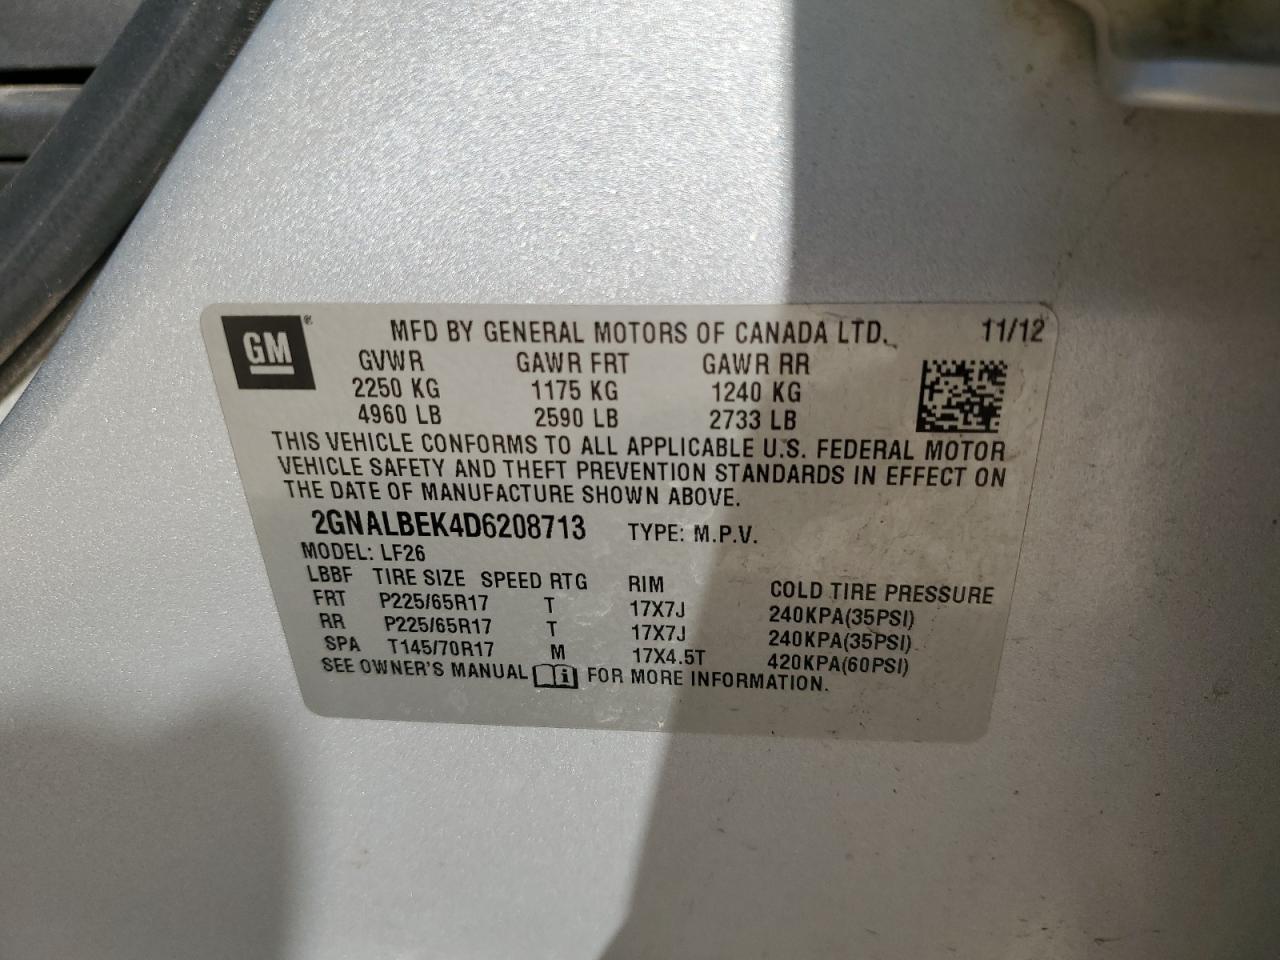 GM® MFD BY GENERAL MOTORS OF CANADA LTD. 11/12
GVWR GAWR FRT GAWR RR
2250 KG 1175 KG 1240 KG
4960 LB 2590 LB 2733 LB
THIS VEHICLE CONFORMS TO ALL APPLICABLE U.S. FEDERAL MOTOR
VEHICLE SAFETY AND THEFT PREVENTION STANDARDS IN EFFECT ON
THE DATE OF MANUFACTURE SHOWN ABOVE.
2GNALBEK4D6208713 TYPE: M.P.V.
MODEL: LF26
LBBF TIRE SIZE SPEED RTG RIM COLD TIRE PRESSURE
FRT P225/65R17 T 17X7J 240KPA(35PSI)
RR P225/65R17 T 17X7J 240KPA(35PSI)
SPA T145/70R17 M 17X4.5T 420KPA(60PSI)
SEE OWNER'S MANUAL i FOR MORE INFORMATION.